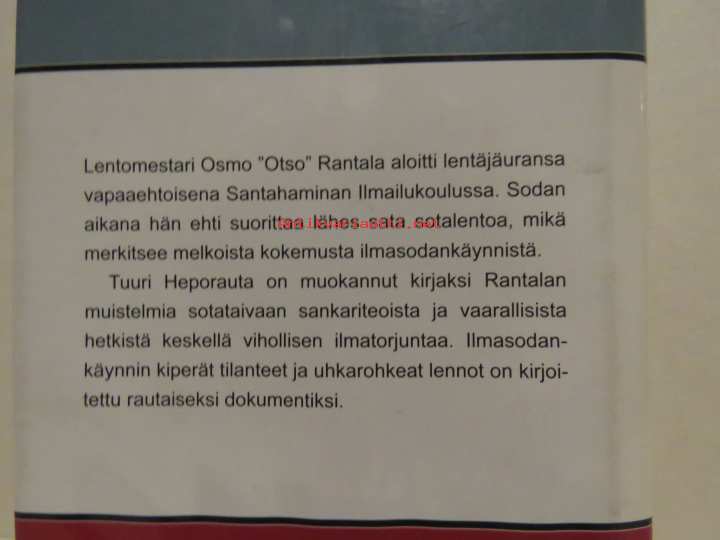 Lentomestari Osmo ”Otso” Rantala aloitti lentäjäuransa
vapaaehtoisena Santahaminan Ilmailukoulussa. Sodan
aikana hän ehti suorittaa lähes sata sotalentoa, mikä
merkitsee melkoista kokemusta ilmasodankäynnistä.
Tuuri Heporauta on muokannut kirjaksi Rantalan
muistelmia sotataivaan sankariteoista ja vaarallisista
hetkistä keskellä vihollisen ilmatorjuntaa. Ilmasodan-
käynnin kiperät tilanteet ja uhkarohkeat lennot on kirjoi-
tettu rautaiseksi dokumentiksi.